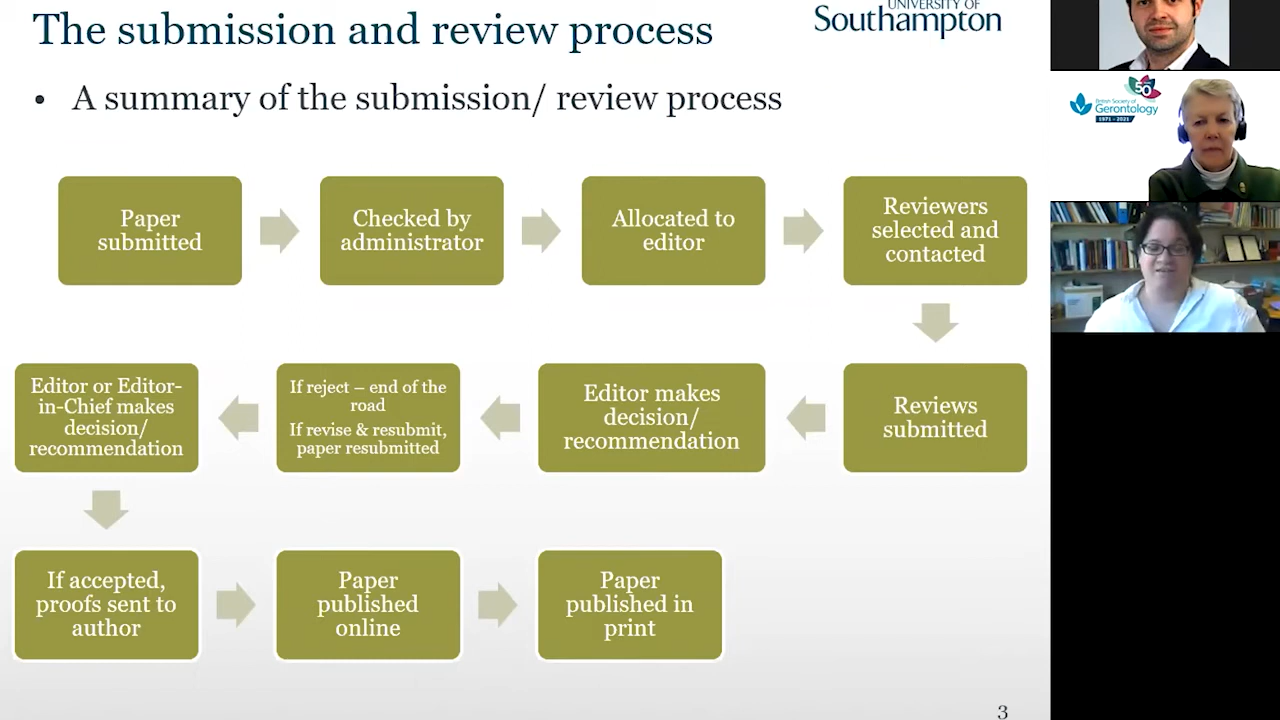 The submission and review process
UNIVERSITY OF
Southampton
• A summary of the submission/ review process
Paper
submitted
Checked by
administrator
Allocated to
editor
Reviewers
selected and
contacted
Reviews
submitted
Editor makes
decision/
recommendation
If reject – end of the
road
If revise & resubmit,
paper resubmitted
Editor or Editor-
in-Chief makes
decision/
recommendation
If accepted,
proofs sent to
author
Paper
published
online
Paper
published in
print
3
50
British Society of
Gerontology
1971 - 2021